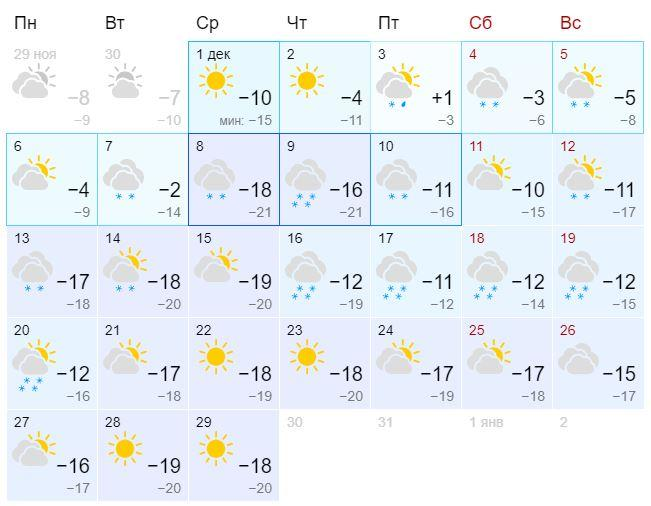 Пн Вт Ср Чт Пт Сб Вс
29 ноя 30 1 дек 2 3 4 5
−8 −7 −10 −4 +1 −3 −5
−9 −10 мин: −15 −11 −3 −6 −8
6 7 8 9 10 11 12
−4 −2 −18 −16 −11 −10 −11
−9 −14 −21 −21 −16 −15 −17
13 14 15 16 17 18 19
−17 −18 −19 −12 −11 −12 −12
−18 −20 −20 −19 −12 −14 −15
20 21 22 23 24 25 26
−12 −17 −18 −18 −17 −17 −15
−16 −18 −19 −20 −19 −18 −17
27 28 29 30 31 1 янв 2
−16 −19 −18
−17 −20 −20